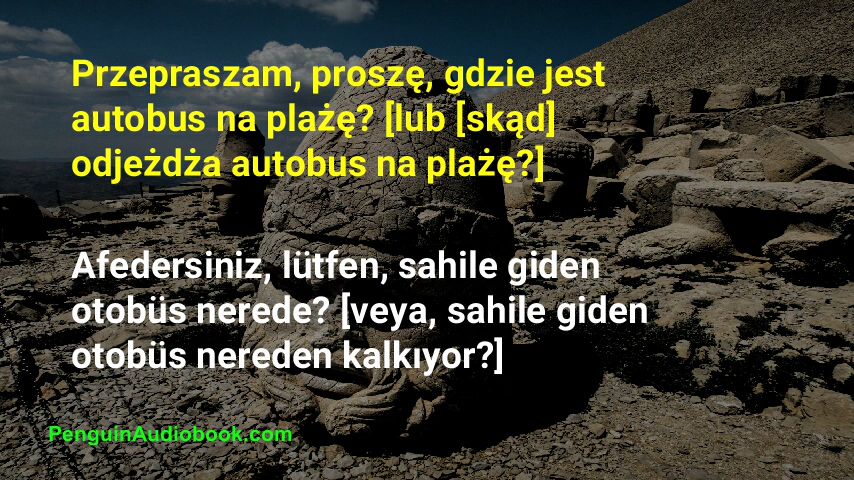 Przepraszam, proszę, gdzie jest
autobus na plażę? [lub [skąd]
odjeżdża autobus na plażę?]
Afedersiniz, lütfen, sahile giden
otobüs nerede? [veya, sahile giden
otobüs nereden kalkıyor?]
PenguinAudiobook.com